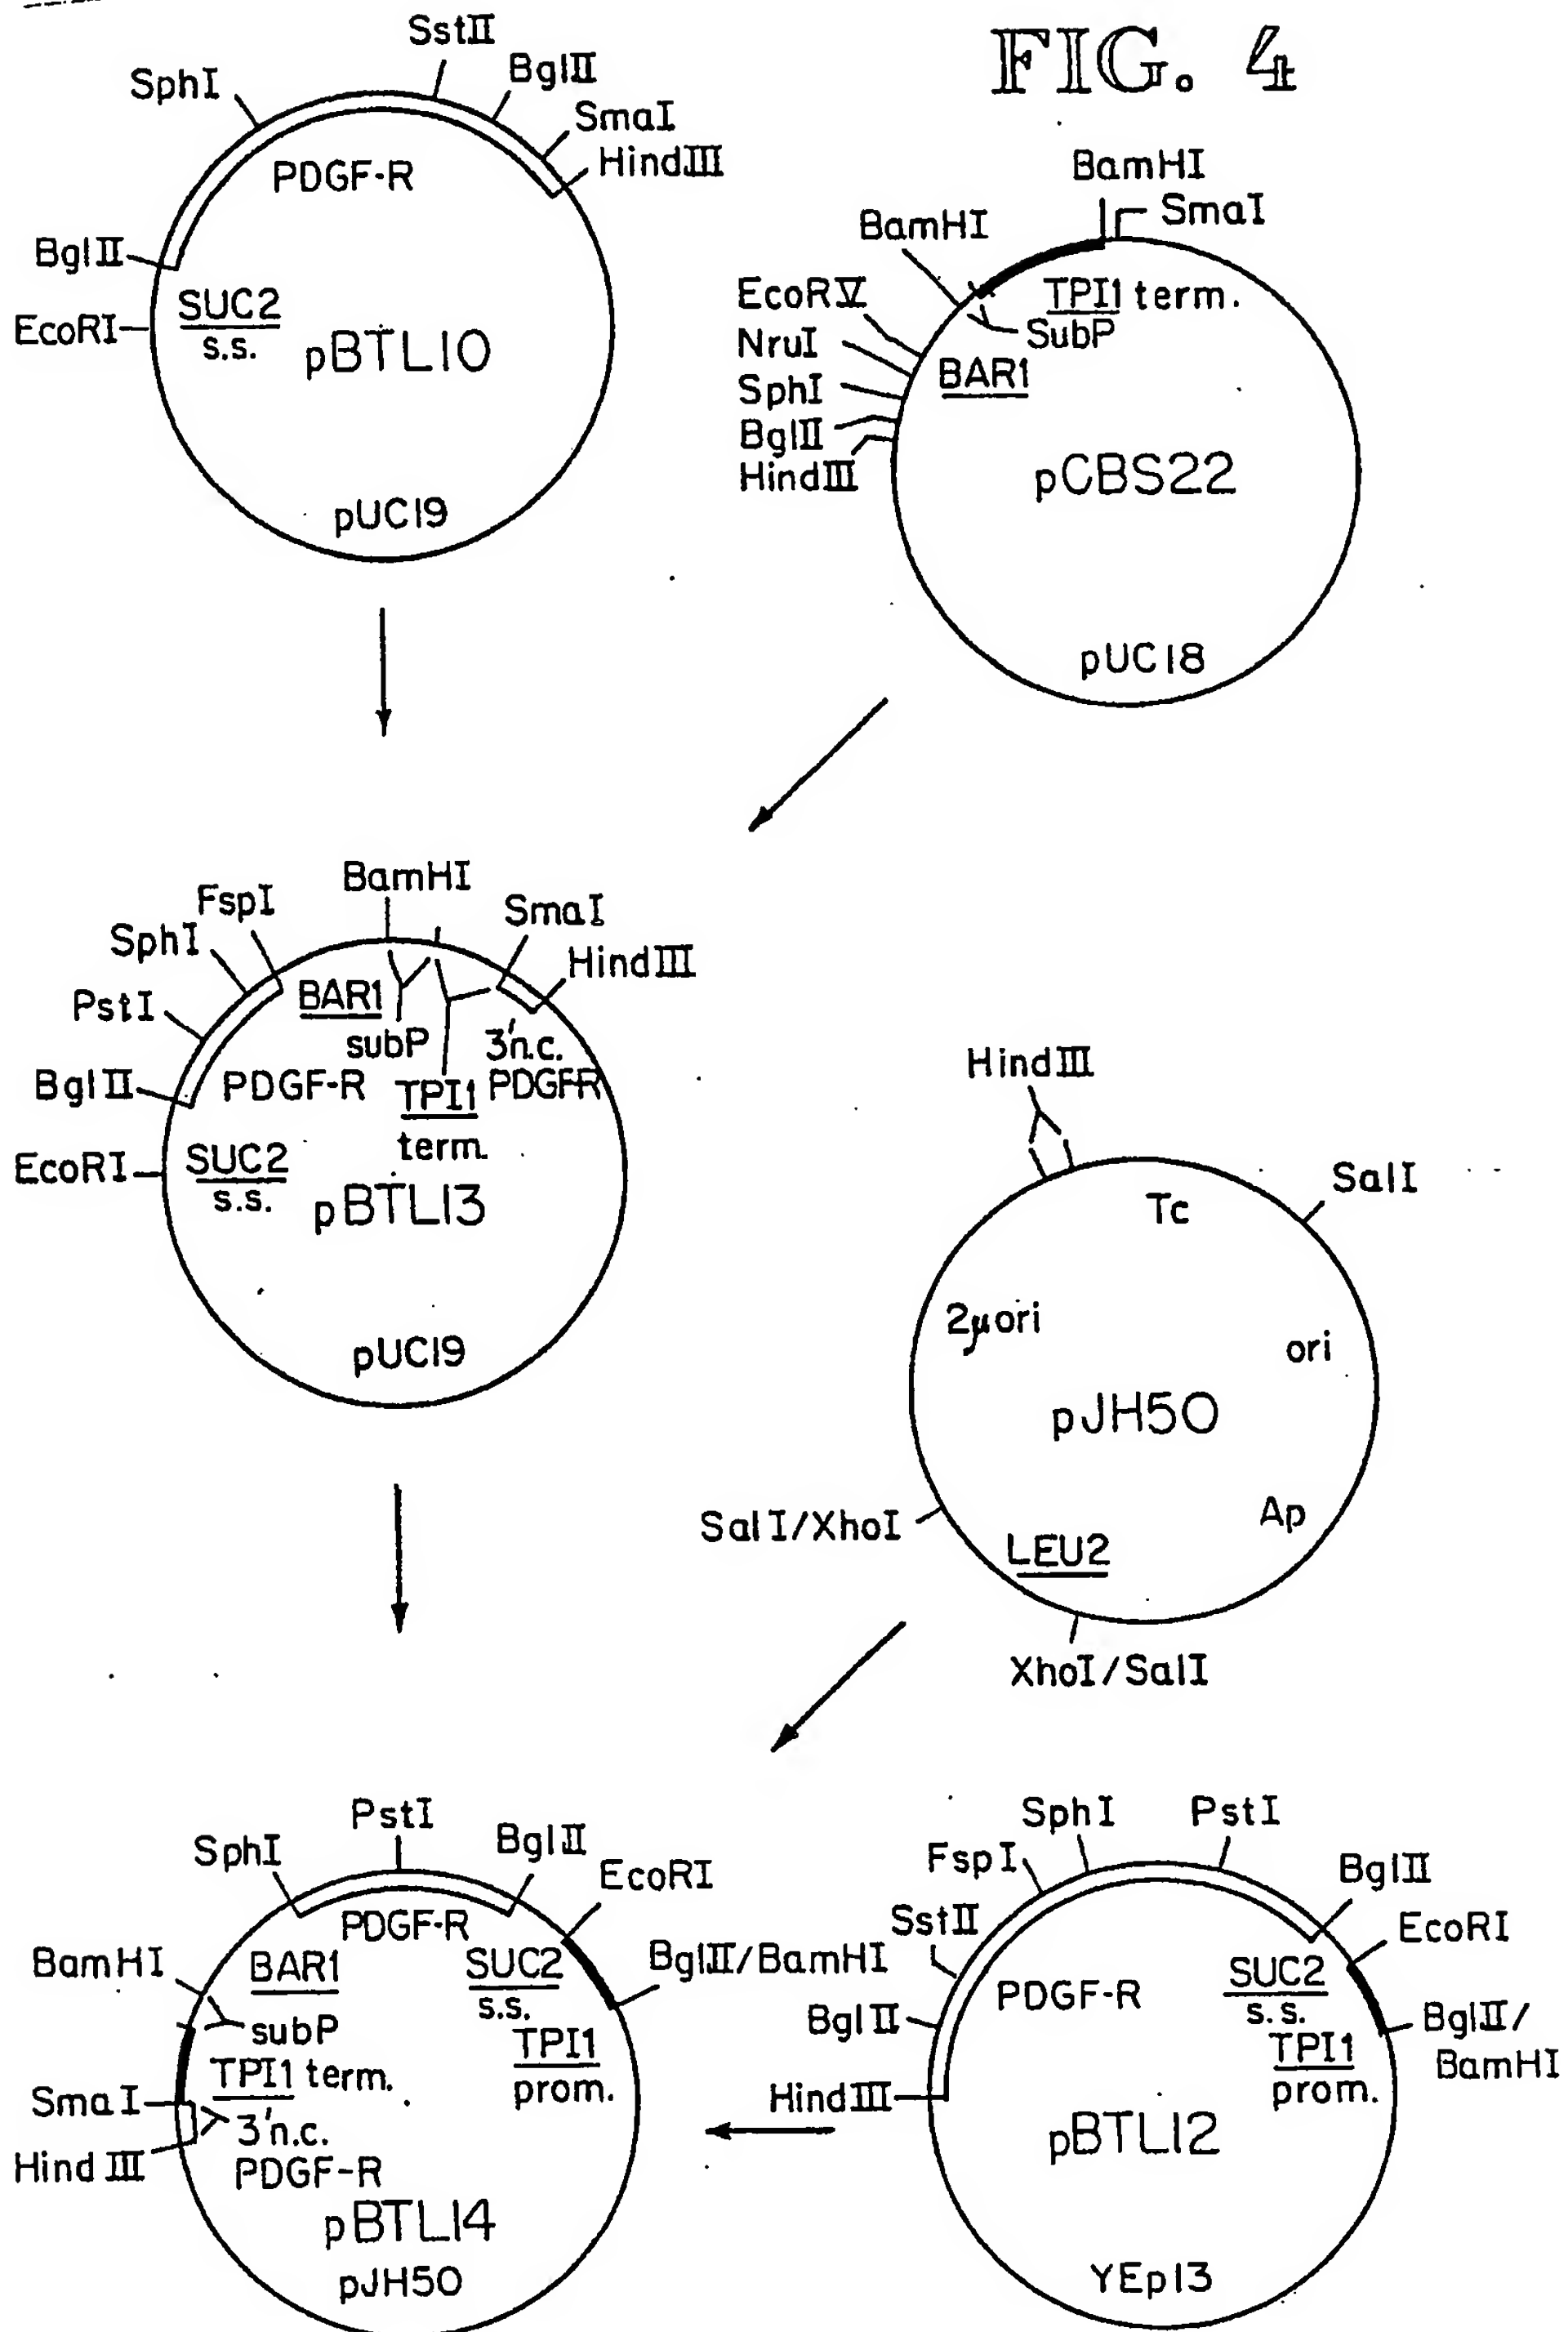 FIG. 4
SstII
BglII
SphI
SmaI
HindIII
PDGF-R
BglII
EcoRI
SUC2
s.s.
pBTL10
pUC19
BamHI
SmaI
BamHI
EcoRV
TPI1 term.
SubP
NruI
BAR1
SphI
BglII
HindIII
pCBS22
pUC18
BamHI
FspI
SmaI
SphI
HindIII
PstI
BAR1
subP
3'n.c.
BglII
PDGF-R
TPI1
PDGFR
term.
EcoRI
SUC2
s.s.
pBTL13
pUC19
HindIII
SalI
Tc
2μori
ori
pJH50
SalI/XhoI
Ap
LEU2
XhoI/SalI
PstI
SphI
BglII
EcoRI
PDGF-R
BamHI
BAR1
SUC2
s.s.
BglII/BamHI
subP
TPI1
prom.
TPI1 term.
SmaI
3'n.c.
HindIII
PDGF-R
pBTL14
pJH50
SphI
PstI
FspI
BglII
SstII
EcoRI
PDGF-R
SUC2
s.s.
BglII
BglII/
BamHI
TPI1
prom.
HindIII
pBTL12
YEp13